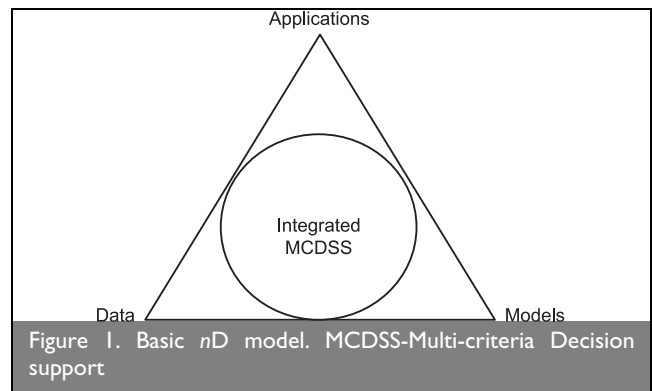 Applications
Integrated
MCDSS
Data
Models
Figure 1. Basic nD model. MCDSS-Multi-criteria Decision
support